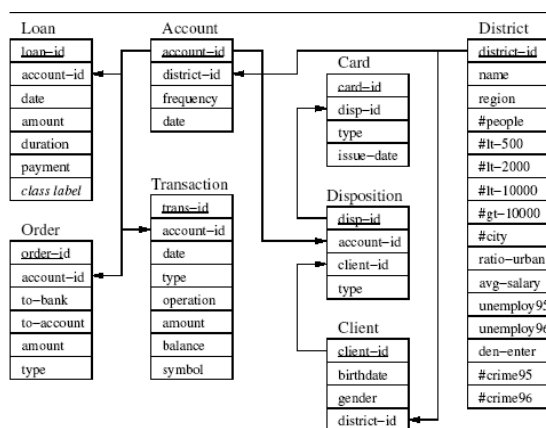 Loan
loan-id
account-id
date
amount
duration
payment
class label
Order
order-id
account-id
to-bank
to-account
amount
type
Account
account-id
district-id
frequency
date
Transaction
trans-id
account-id
date
type
operation
amount
balance
symbol
Card
card-id
disp-id
type
issue-date
Disposition
disp-id
account-id
client-id
type
Client
client-id
birthdate
gender
district-id
District
district-id
name
region
#people
#lt-500
#lt-2000
#lt-10000
#gt-10000
#city
ratio-urban
avg-salary
unemploy95
unemploy96
den-enter
#crime95
#crime96